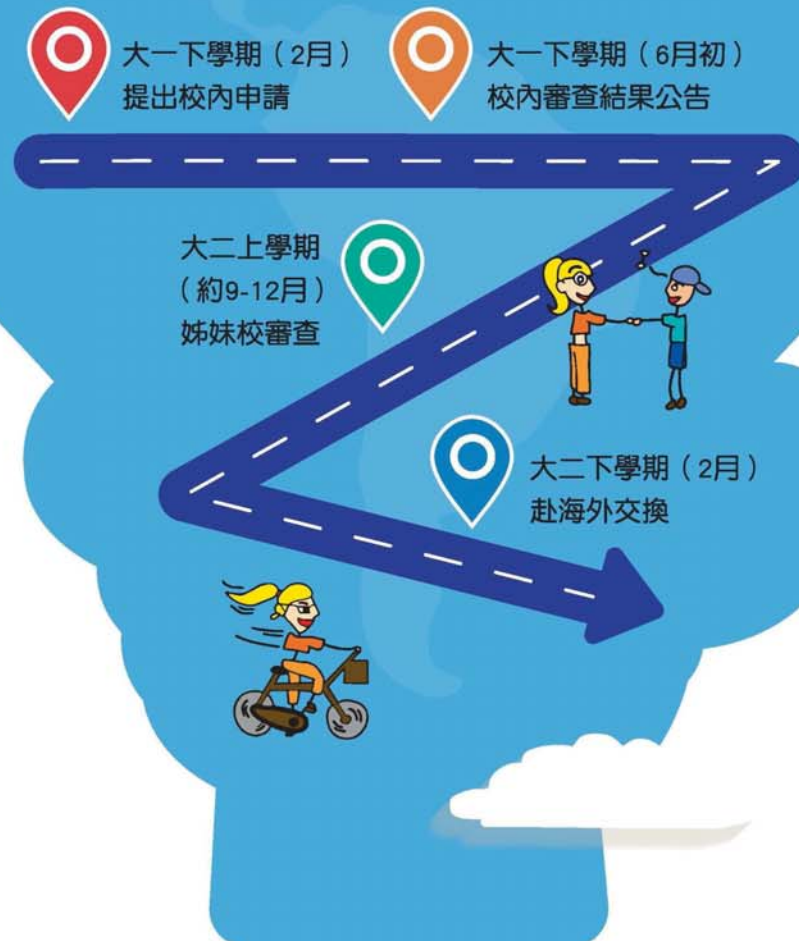 大一下學期（2月）
提出校內申請
大一下學期（6月初）
校內審查結果公告
大二上學期
（約9-12月）
姊妹校審查
大二下學期（2月）
赴海外交換